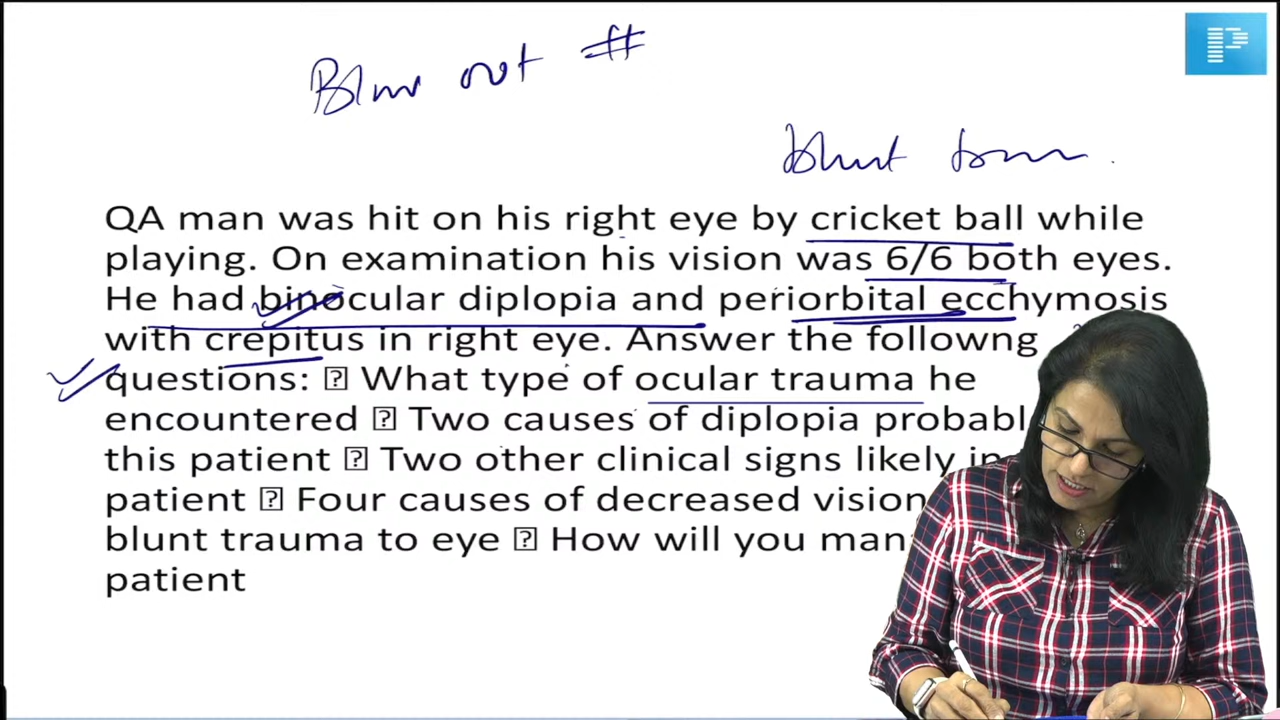 Blow out #
blunt
QA man was hit on his right eye by cricket ball while
playing. On examination his vision was 6/6 both eyes.
He had binocular diplopia and periorbital ecchymosis
with crepitus in right eye. Answer the followng
questions: ⍰ What type of ocular trauma he
encountered ⍰ Two causes of diplopia
this patient ⍰ Two other clinical signs likely in
patient ⍰ Four causes of decreased vision
blunt trauma to eye ⍰ How will you
patient